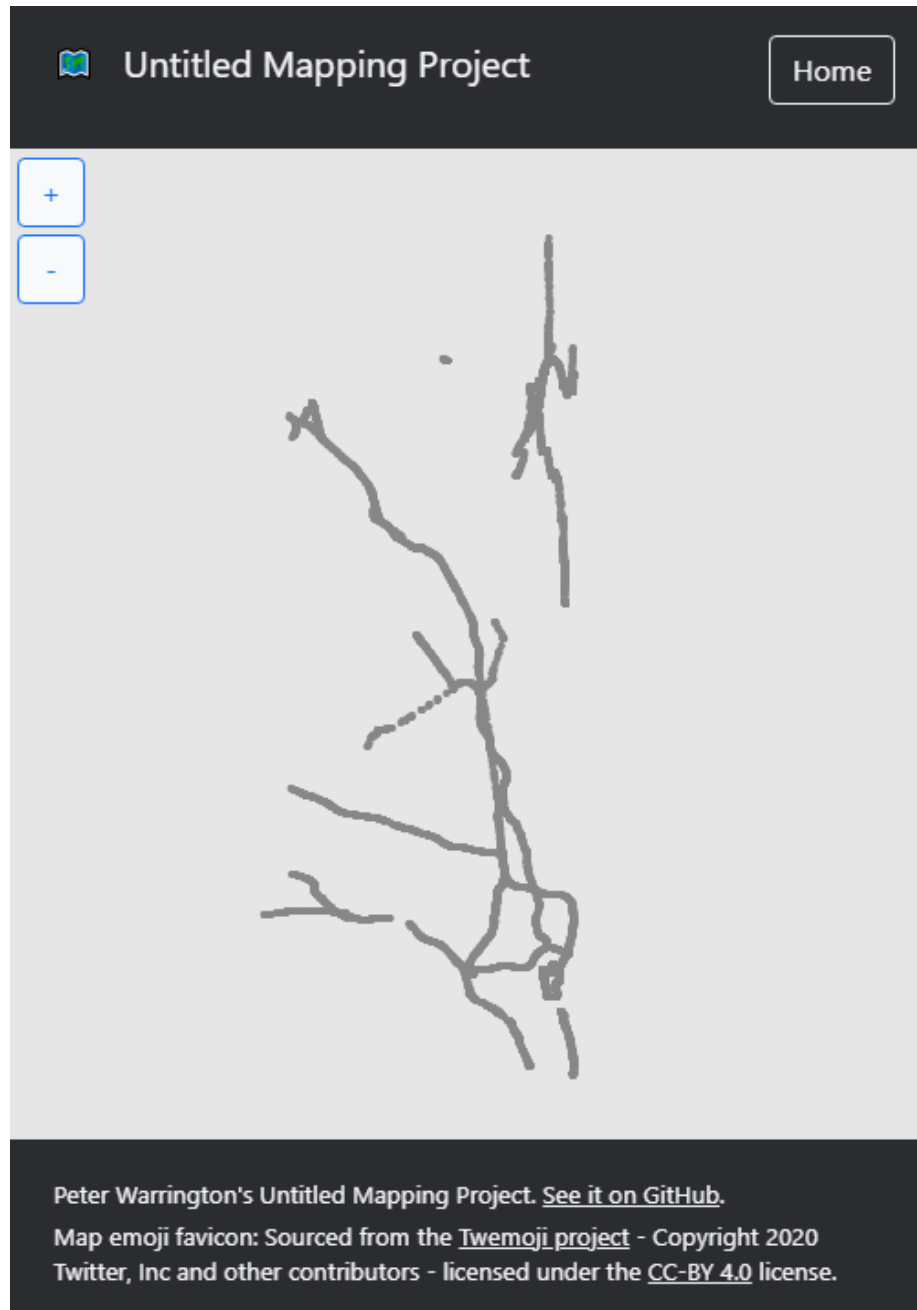 Untitled Mapping Project
Home
+
-
Peter Warrington's Untitled Mapping Project. See it on GitHub.
Map emoji favicon: Sourced from the Twemoji project - Copyright 2020
Twitter, Inc and other contributors - licensed under the CC-BY 4.0 license.